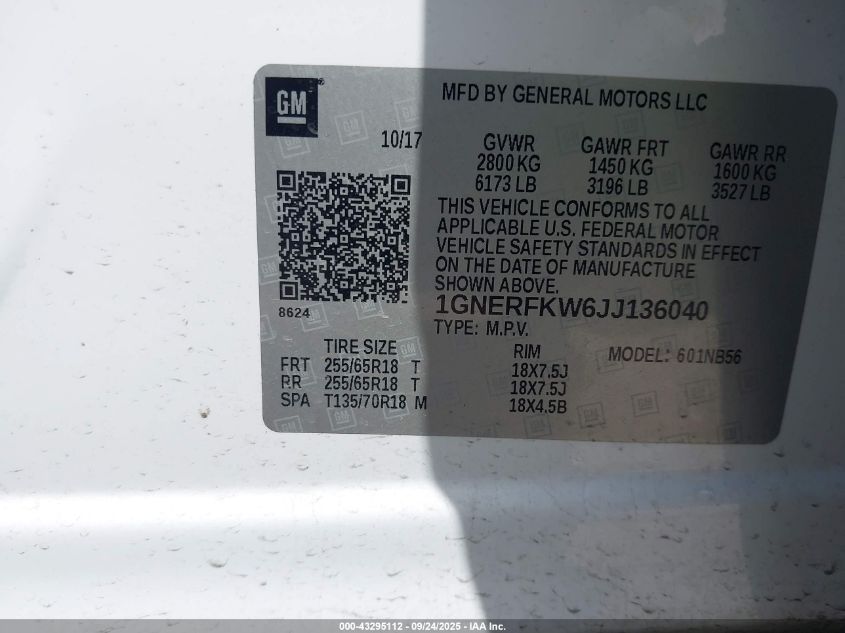 GM
MFD BY GENERAL MOTORS LLC
10/17
GVWR GAWR FRT GAWR RR
2800 KG 1450 KG 1600 KG
6173 LB 3196 LB 3527 LB
THIS VEHICLE CONFORMS TO ALL
APPLICABLE U.S. FEDERAL MOTOR
VEHICLE SAFETY STANDARDS IN EFFECT
ON THE DATE OF MANUFACTURE
SHOWN ABOVE.
8624
1GNERFKW6JJ136040
TYPE: M.P.V.
TIRE SIZE RIM MODEL: 601NB56
FRT 255/65R18 T 18X7.5J
RR 255/65R18 T 18X7.5J
SPA T135/70R18 M 18X4.5B
000-43295112 - 09/24/2025 - IAAI.COM